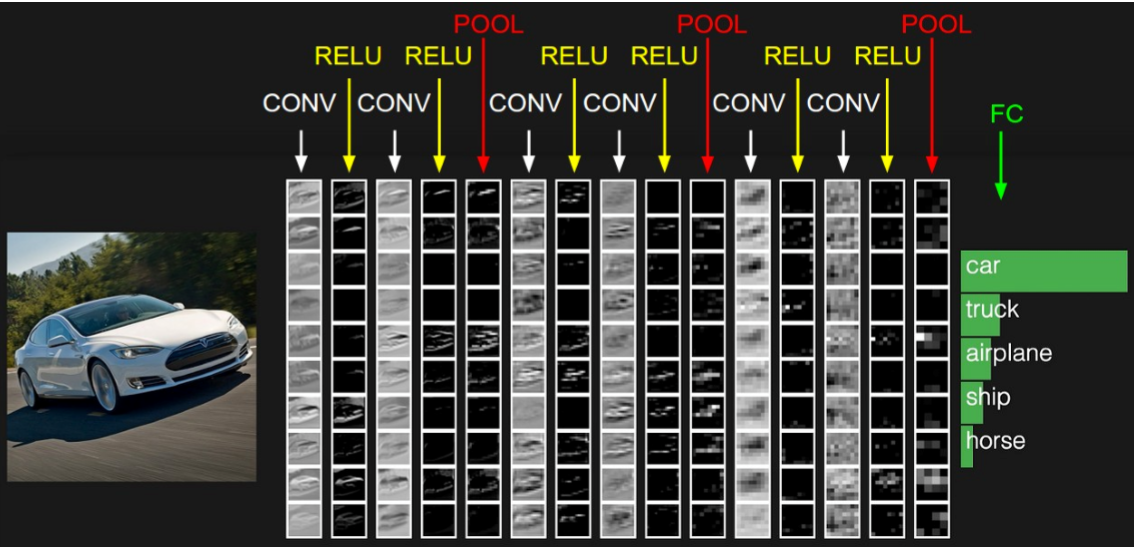 POOL POOL POOL
RELU RELU RELU RELU RELU RELU
CONV CONV CONV CONV CONV CONV
FC
car
truck
airplane
ship
horse